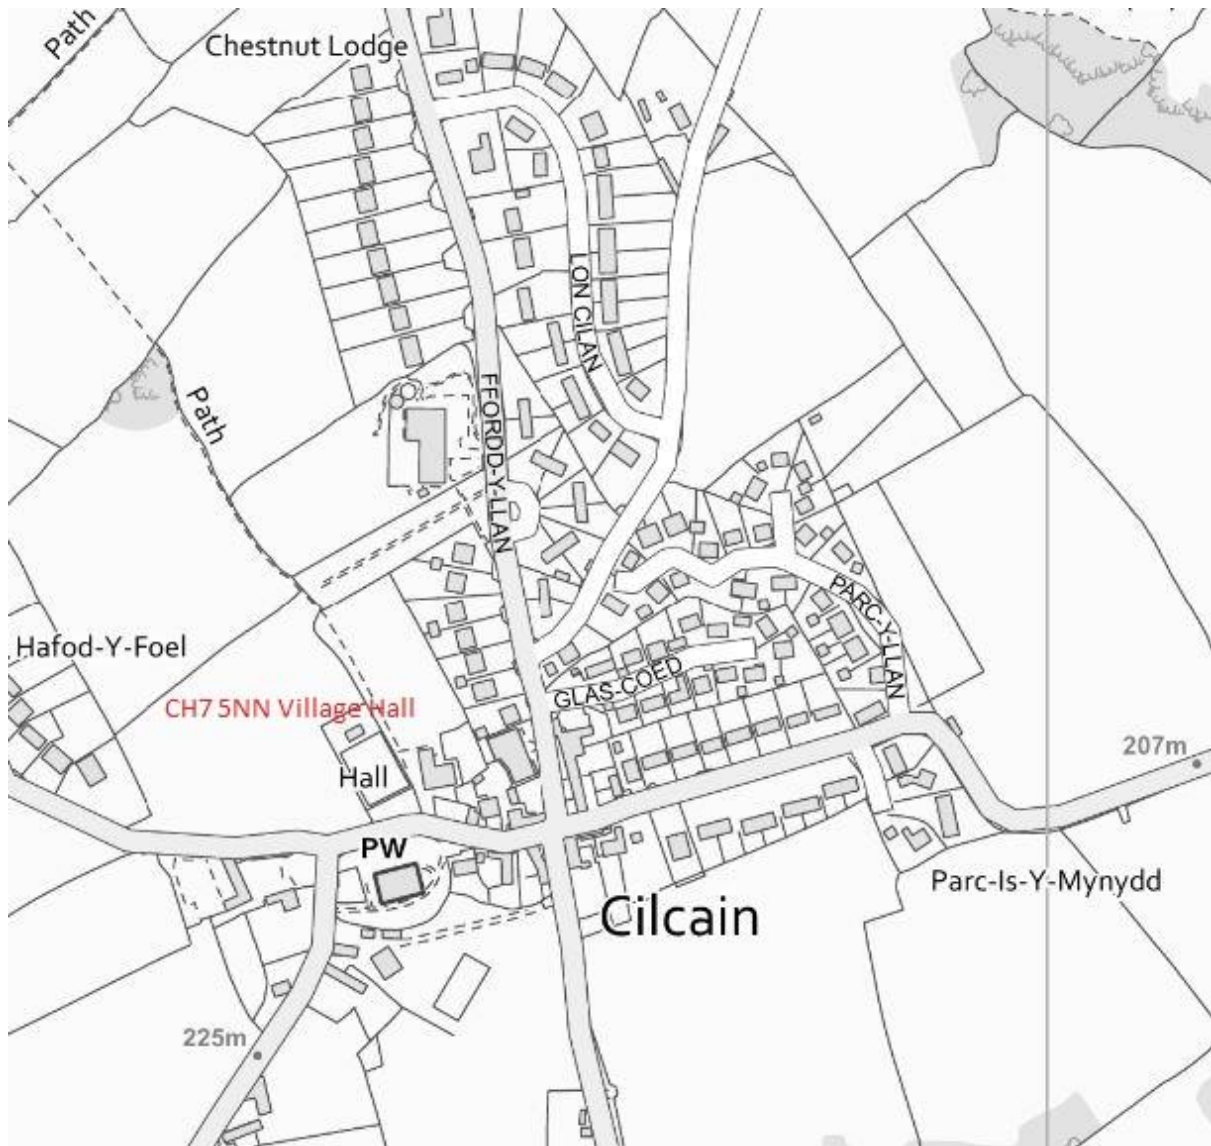 Path
Chestnut Lodge
LON CILAN
FFORDD-Y-LLAN
Path
PARC-Y-LLAN
Hafod-Y-Foel
GLAS-COED
CH7 5NN Village Hall
207m
Hall
PW
Parc-Is-Y-Mynydd
Cilcain
225m